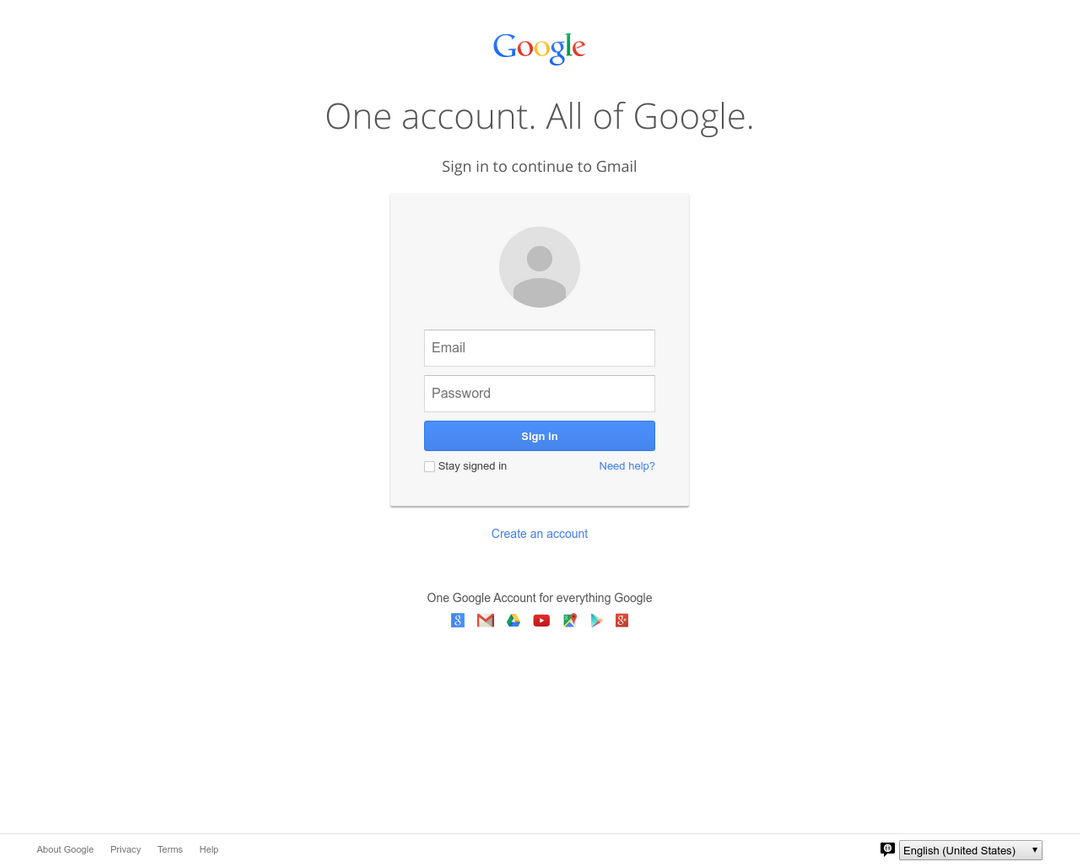 Google
One account. All of Google.
Sign in to continue to Gmail
Email
Password
Sign in
Stay signed in Need help?
Create an account
One Google Account for everything Google
About Google Privacy Terms Help English (United States)